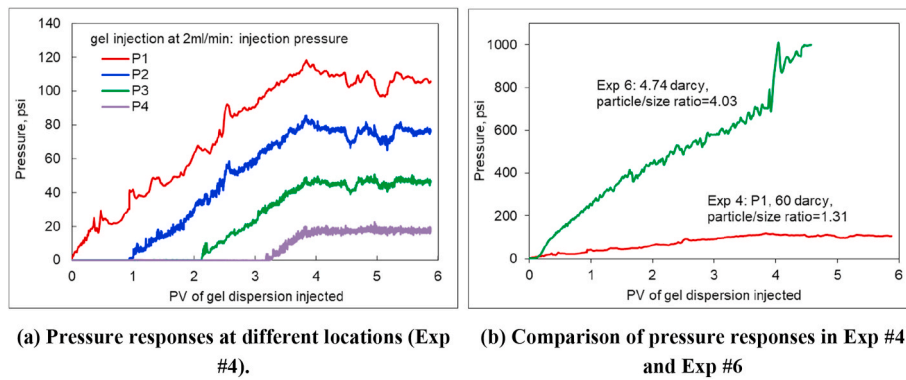 140
120
100
80
60
40
20
0
Pressure, psi
gel injection at 2ml/min: injection pressure
P1
P2
P3
P4
0 1 2 3 4 5 6
PV of gel dispersion injected
(a) Pressure responses at different locations (Exp
#4).
1000
800
600
400
200
0
Pressure, psi
Exp 6: 4.74 darcy,
particle/size ratio=4.03
Exp 4: P1, 60 darcy,
particle/size ratio=1.31
0 1 2 3 4 5 6
PV of gel dispersion injected
(b) Comparison of pressure responses in Exp #4
and Exp #6